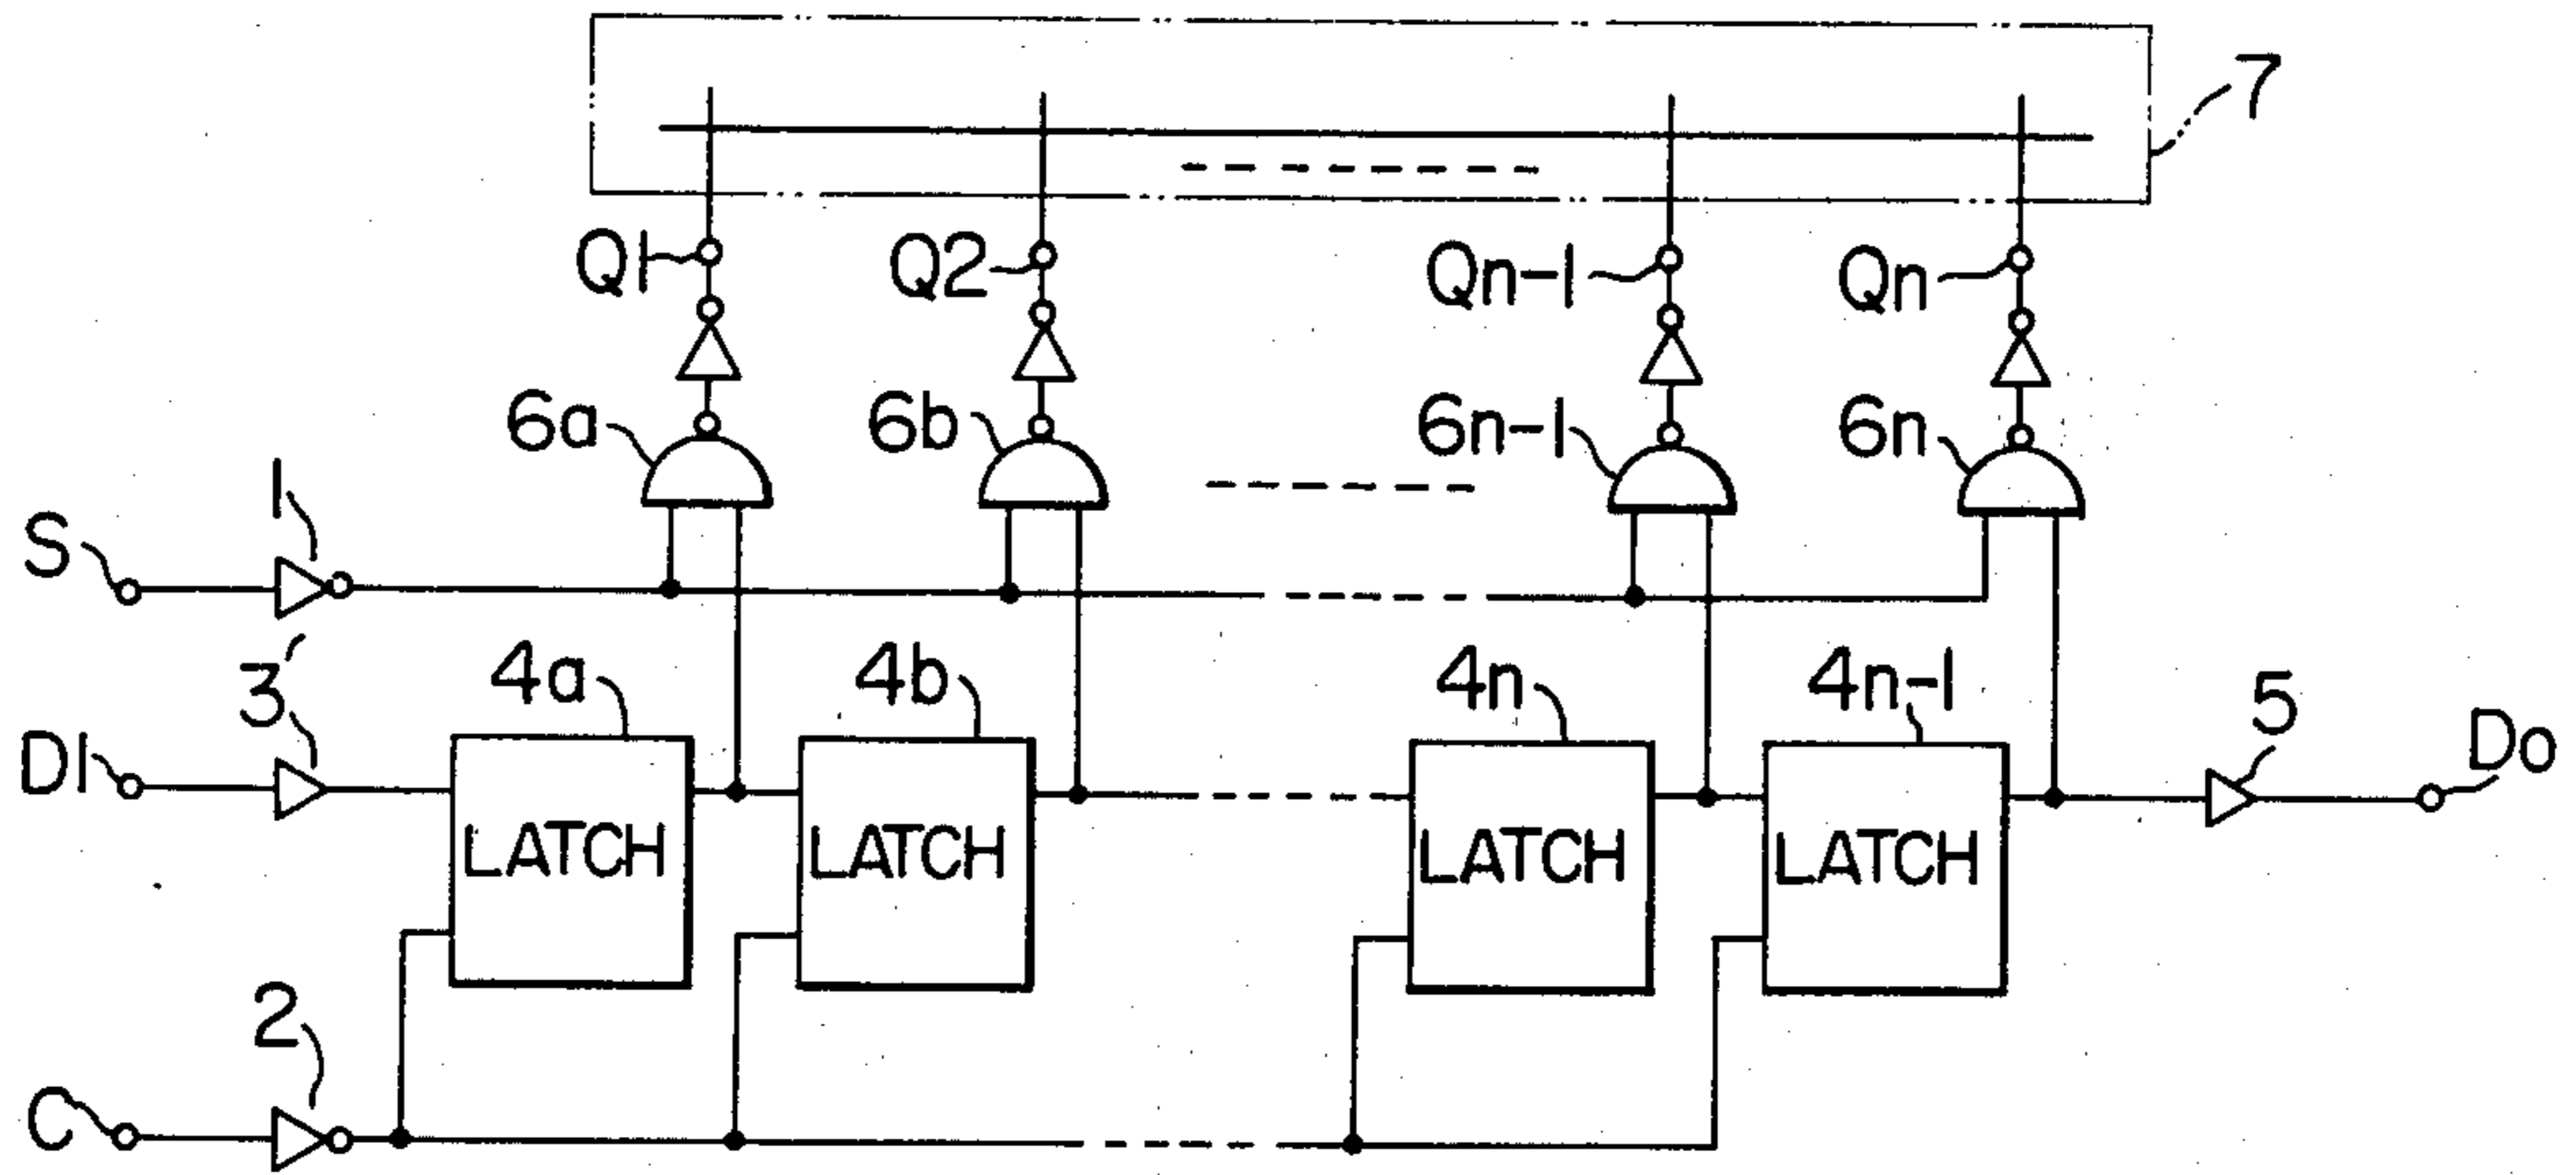 7
Q1 Q2 Qn-1 Qn
6a 6b 6n-1 6n
S 1
3 4a 4b 4n 4n-1 5
D1 Do
LATCH LATCH LATCH LATCH
2
C